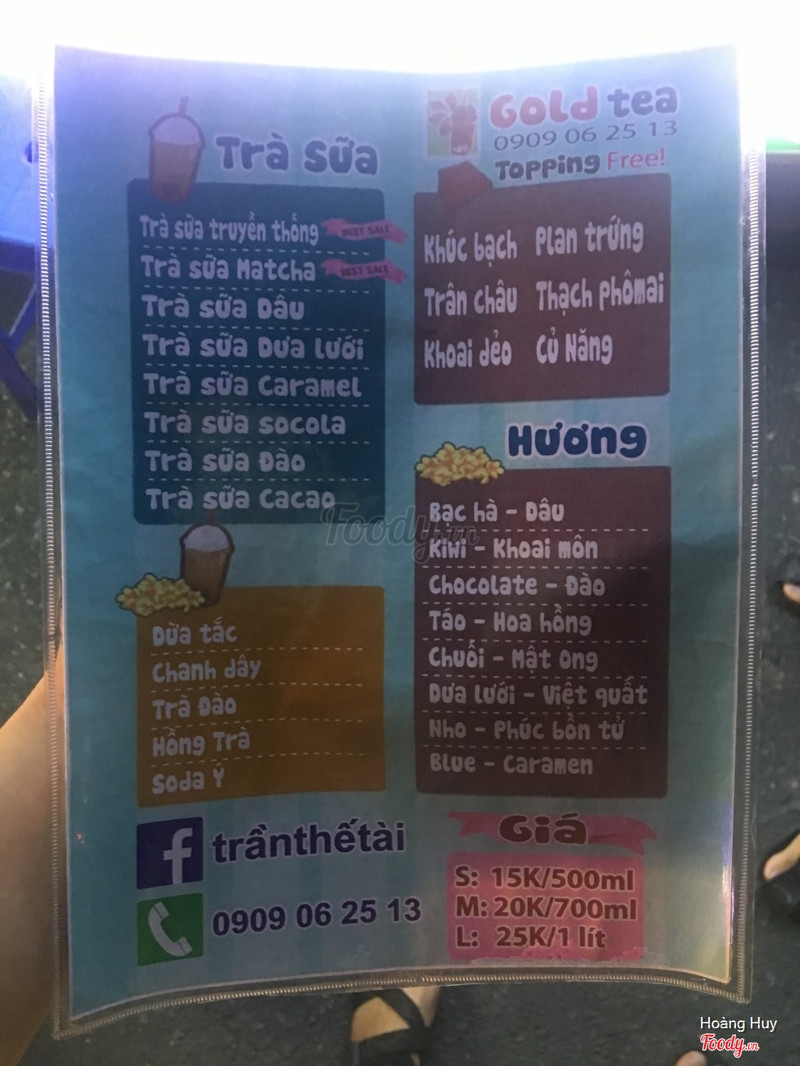 Trà sữa
Trà sữa truyền thống BEST SALE
Trà sữa Matcha BEST SALE
Trà sữa Dâu
Trà sữa Dưa lưới
Trà sữa Caramel
Trà sữa socola
Trà sữa Đào
Trà sữa Cacao
Dừa tắc
Chanh dây
Trà Đào
Hồng Trà
Soda Ý
trầnthếtài
0909 06 25 13
Gold tea
0909 06 25 13
Topping Free!
Khúc bạch Plan trứng
Trân châu Thạch phômai
Khoai dẻo Củ Năng
Hương
Bạc hà - Dâu
Kiwi - Khoai môn
Chocolate - Đào
Táo - Hoa hồng
Chuối - Mật ong
Dưa lưới - Việt quất
Nho - Phúc bồn tử
Blue - Caramen
Giá
S: 15K/500ml
M: 20K/700ml
L: 25K/1 lít
Foody.vn
Hoàng Huy
Foody.vn